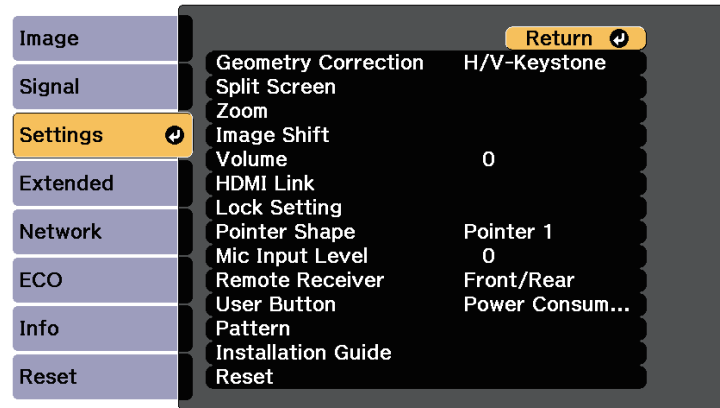 Image
Signal
Settings
Extended
Network
ECO
Info
Reset
Return
Geometry Correction H/V-Keystone
Split Screen
Zoom
Image Shift
Volume 0
HDMI Link
Lock Setting
Pointer Shape Pointer 1
Mic Input Level 0
Remote Receiver Front/Rear
User Button Power Consum...
Pattern
Installation Guide
Reset